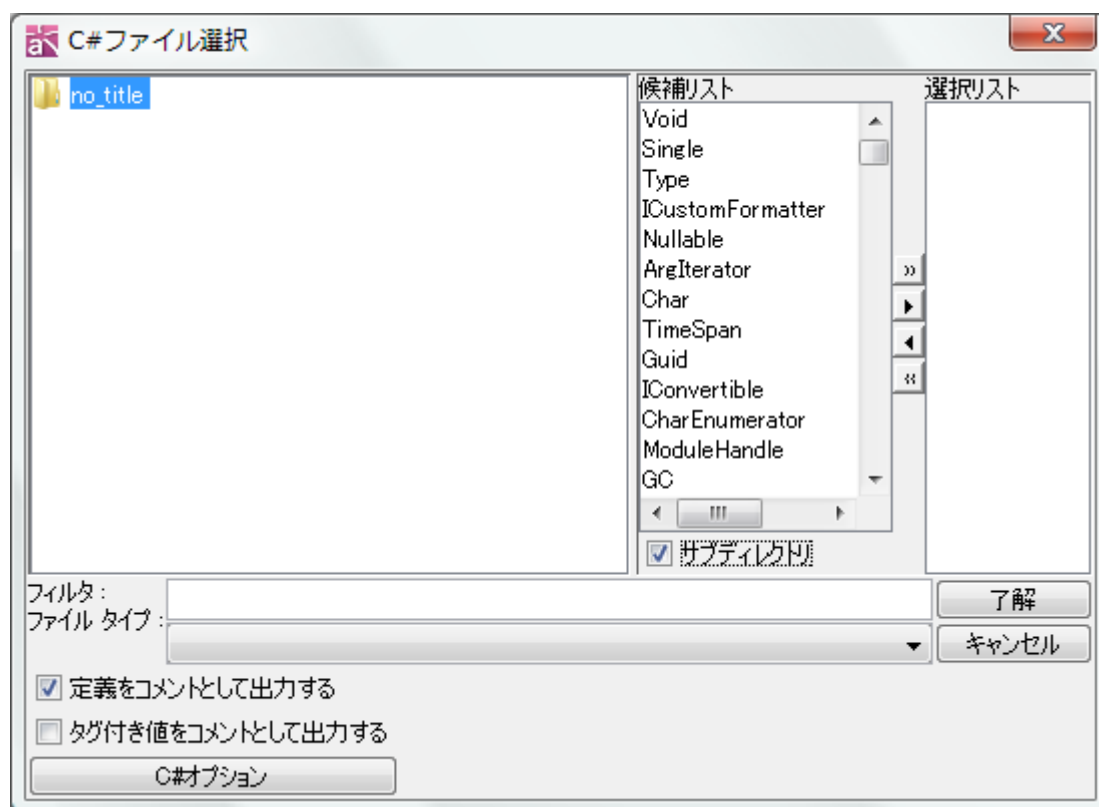 C#ファイル選択
no_title
候補リスト
Void
Single
Type
ICustomFormatter
Nullable
ArgIterator
Char
TimeSpan
Guid
IConvertible
CharEnumerator
ModuleHandle
GC
サブディレクトリ
選択リスト
フィルタ :
ファイル タイプ :
了解
キャンセル
定義をコメントとして出力する
タグ付き値をコメントとして出力する
C#オプション